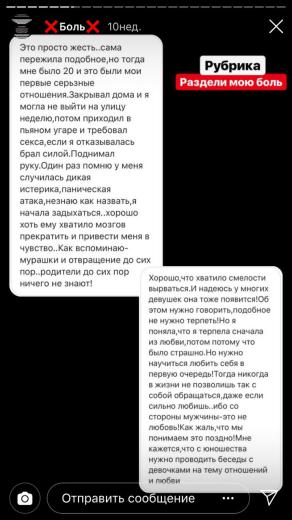 ❌Боль❌ 10нед.
Рубрика
Раздели мою боль
Это просто жесть..сама
пережила подобное,но тогда
мне было 20 и это были мои
первые серьзные
отношения.Закрывал дома и я
могла не выйти на улицу
неделю,потом приходил в
пьяном угаре и требовал
секса,если я отказывалась
брал силой.Поднимал
руку.Один раз помню у меня
случилась дикая
истерика,паническая
атака,незнаю как назвать,я
начала задыхаться..хорошо
хоть ему хватило мозгов
прекратить и привести меня в
чувство..Как вспоминаю-
мурашки и отвращение до сих
пор..родители до сих пор
ничего не знают!
Хорошо,что хватило смелости
вырваться.И надеюсь у многих
девушек она тоже появится!Об
этом нужно говорить,подобное
не нужно терпеть!Но я
поняла,что я терпела сначала
из любви,потом потому что
было страшно.Но нужно
научиться любить себя в
первую очередь!Тогда никогда
в жизни не позволишь так с
собой обращаться,даже если
сильно любишь..ибо со
стороны мужчины-это не
любовь!Как жаль,что мы
понимаем это поздно!Мне
кажется,что с юношества
нужно проводить беседы с
девочками на тему отношений
и любви
Отправить сообщение